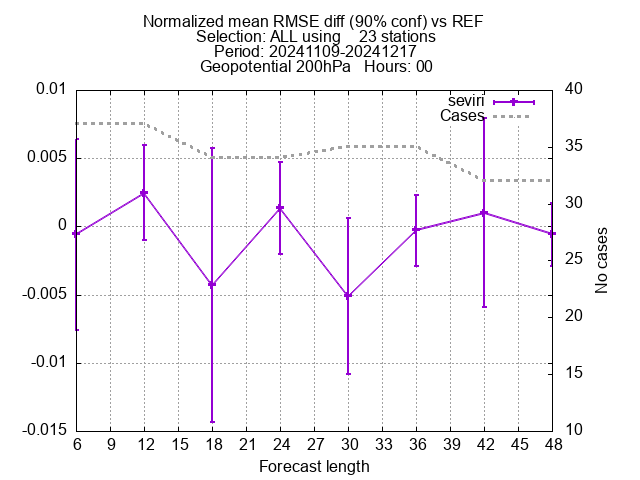 Normalized mean RMSE diff (90% conf) vs REF
Selection: ALL using    23 stations
Period: 20241109-20241217
Geopotential 200hPa   Hours: 00
0.01
0.005
0
-0.005
-0.01
-0.015
seviri
Cases
40
35
30
25
20
15
10
No cases
6 9 12 15 18 21 24 27 30 33 36 39 42 45 48
Forecast length